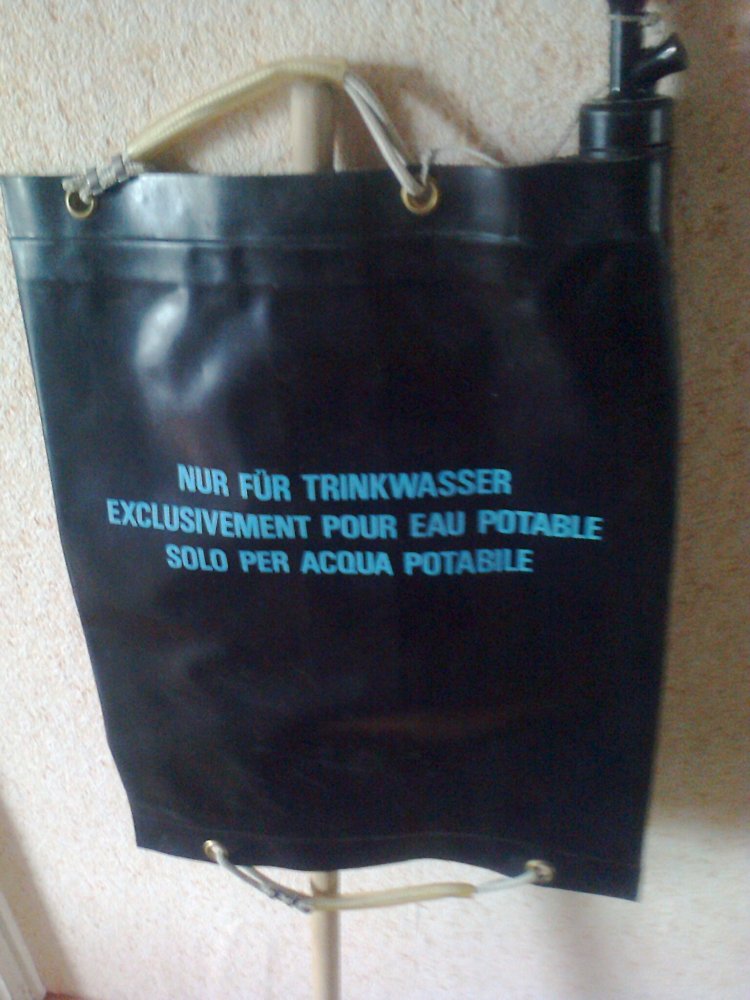 NUR FÜR TRINKWASSER
EXCLUSIVEMENT POUR EAU POTABLE
SOLO PER ACQUA POTABILE